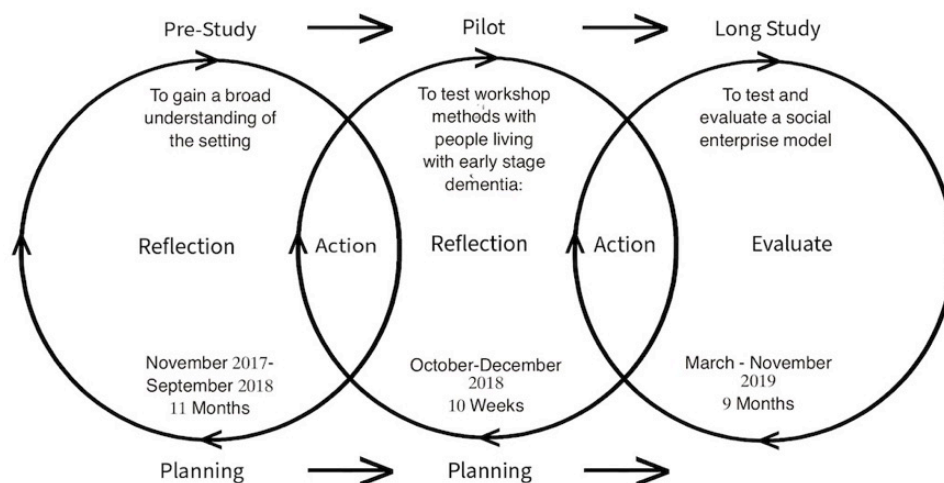 Pre-Study
Pilot
Long Study
To gain a broad
understanding of
the setting
To test workshop
methods with
people living
with early stage
dementia:
To test and
evaluate a social
enterprise model
Reflection
Action
Reflection
Action
Evaluate
November 2017-
September 2018
11 Months
October-December
2018
10 Weeks
March - November
2019
9 Months
Planning
Planning